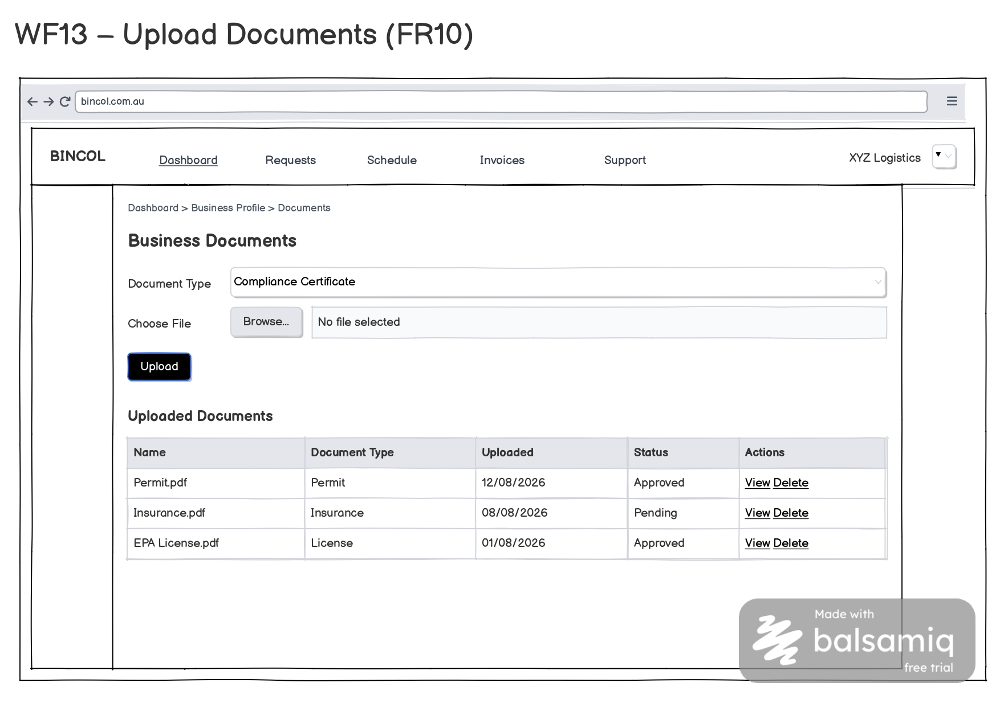 WF13 – Upload Documents (FR10)
bincol.com.au
BINCOL Dashboard Requests Schedule Invoices Support XYZ Logistics
Dashboard > Business Profile > Documents
Business Documents
Document Type Compliance Certificate
Choose File Browse... No file selected
Upload
Uploaded Documents
Name Document Type Uploaded Status Actions
Permit.pdf Permit 12/08/2026 Approved View Delete
Insurance.pdf Insurance 08/08/2026 Pending View Delete
EPA License.pdf License 01/08/2026 Approved View Delete
Made with
balsamiq
free trial